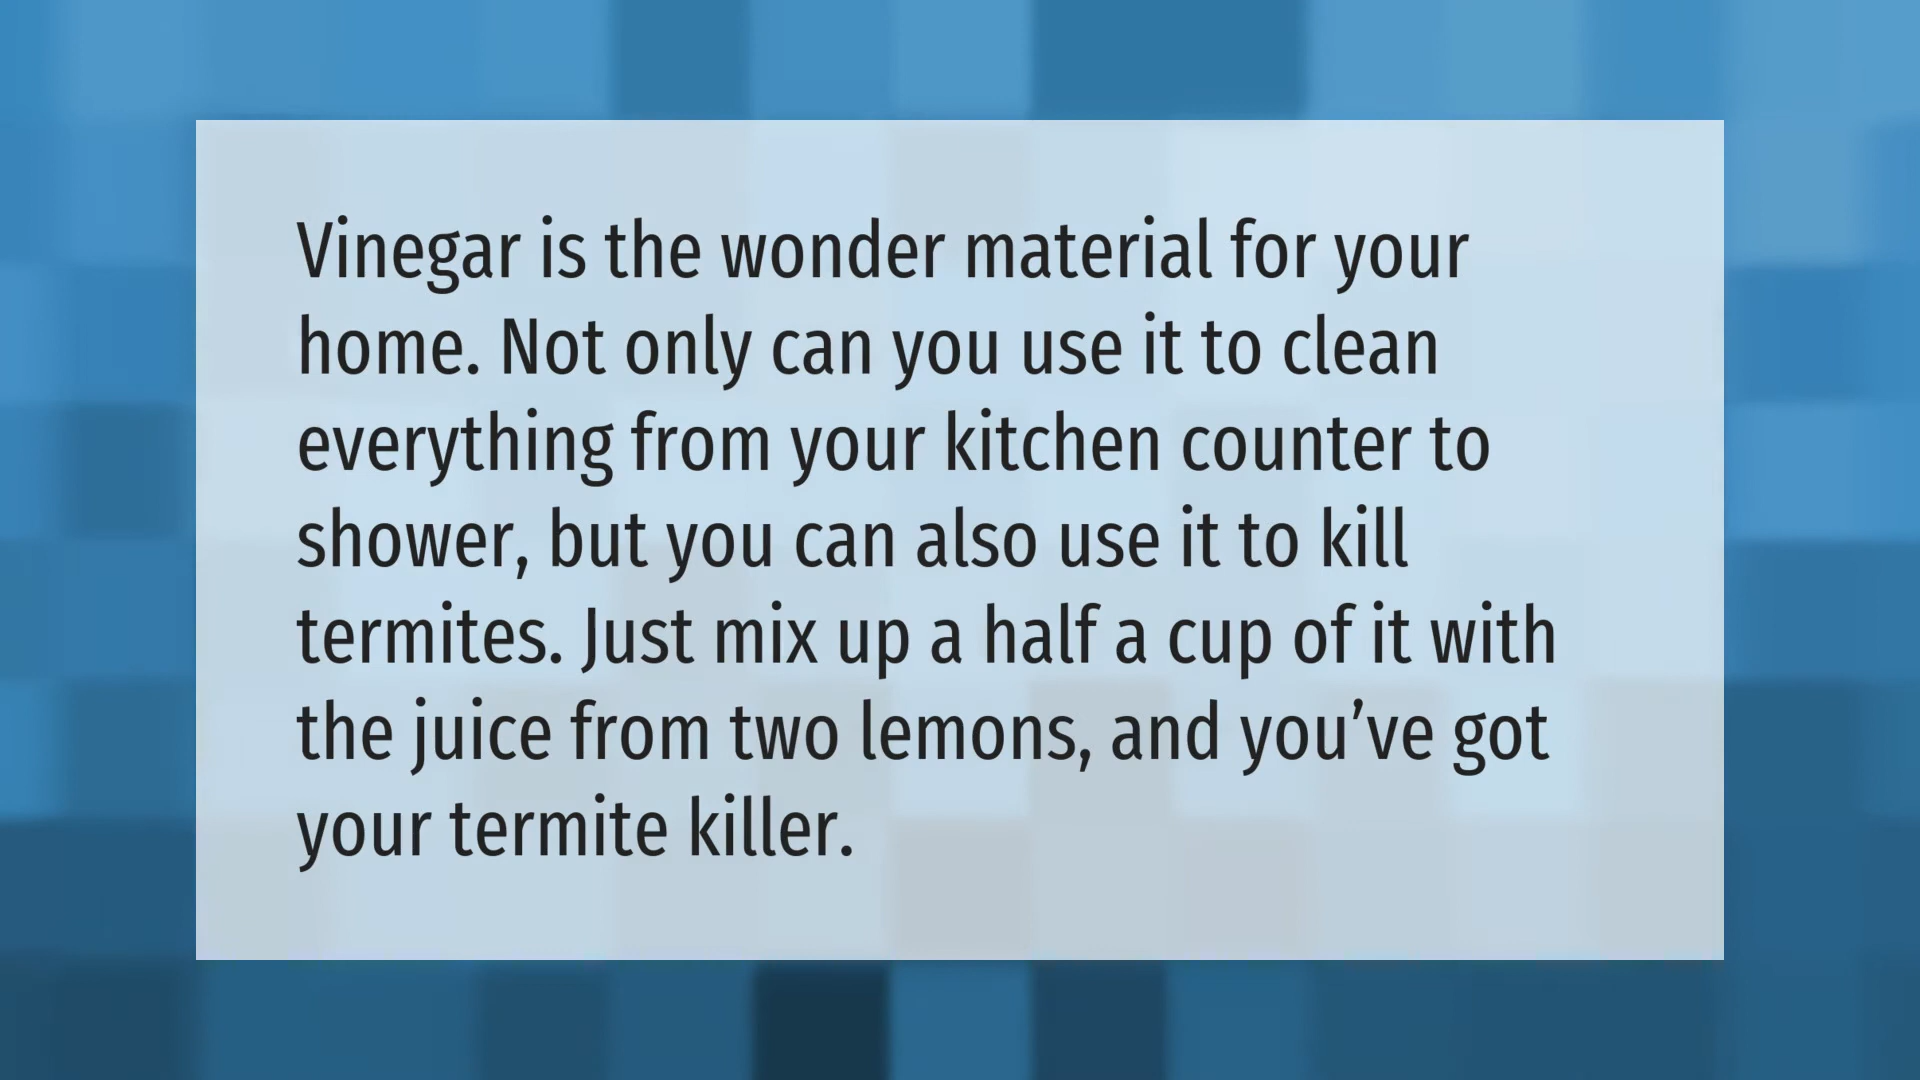 Vinegar is the wonder material for your
home. Not only can you use it to clean
everything from your kitchen counter to
shower, but you can also use it to kill
termites. Just mix up a half a cup of it with
the juice from two lemons, and you’ve got
your termite killer.